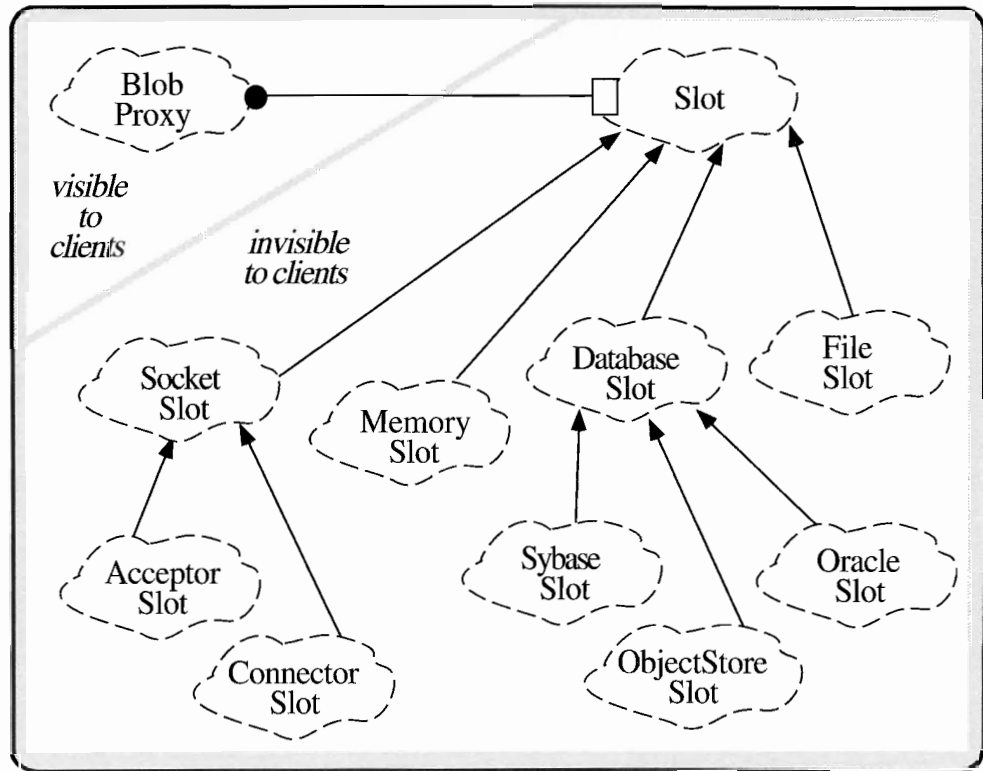 Blob
Proxy
Slot
visible
to
clients
invisible
to clients
Socket
Slot
Memory
Slot
Database
Slot
File
Slot
Acceptor
Slot
Connector
Slot
Sybase
Slot
ObjectStore
Slot
Oracle
Slot